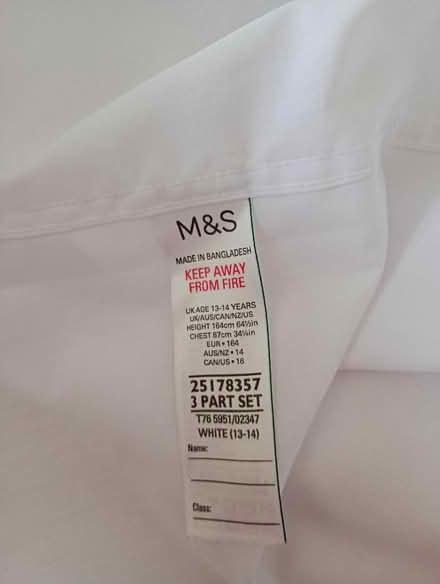 M&S
MADE IN BANGLADESH
KEEP AWAY
FROM FIRE
UK AGE 13-14 YEARS
UK/AUS/CAN/NZ/US
HEIGHT 164cm 64½in
CHEST 87cm 34¼in
EUR • 164
AUS/NZ • 14
CAN/US • 16
25178357
3 PART SET
T76 5951/02347
WHITE (13-14)
Name:
Class: